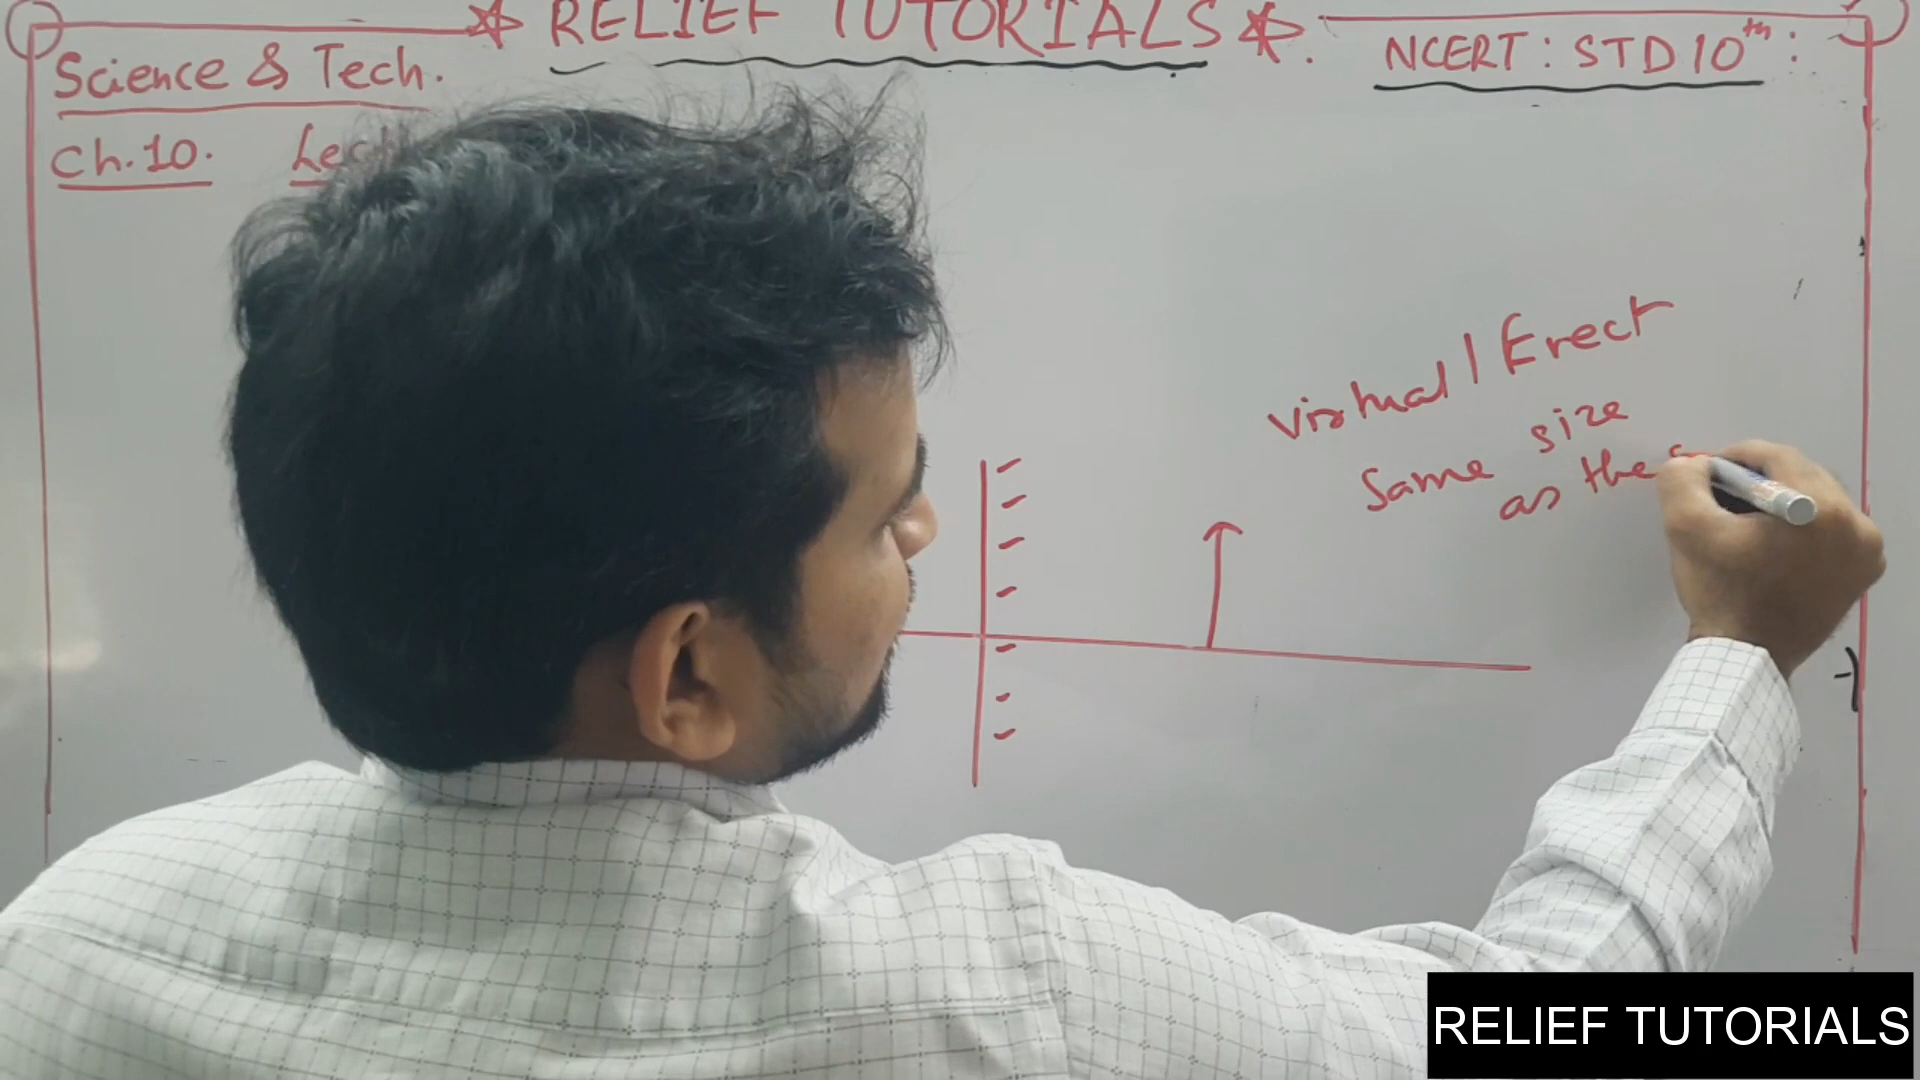 RELIEF TUTORIALS
NCERT : STD 10th :
Science & Tech.
Ch. 10.
Virtual / Erect
Same size
as the
RELIEF TUTORIALS